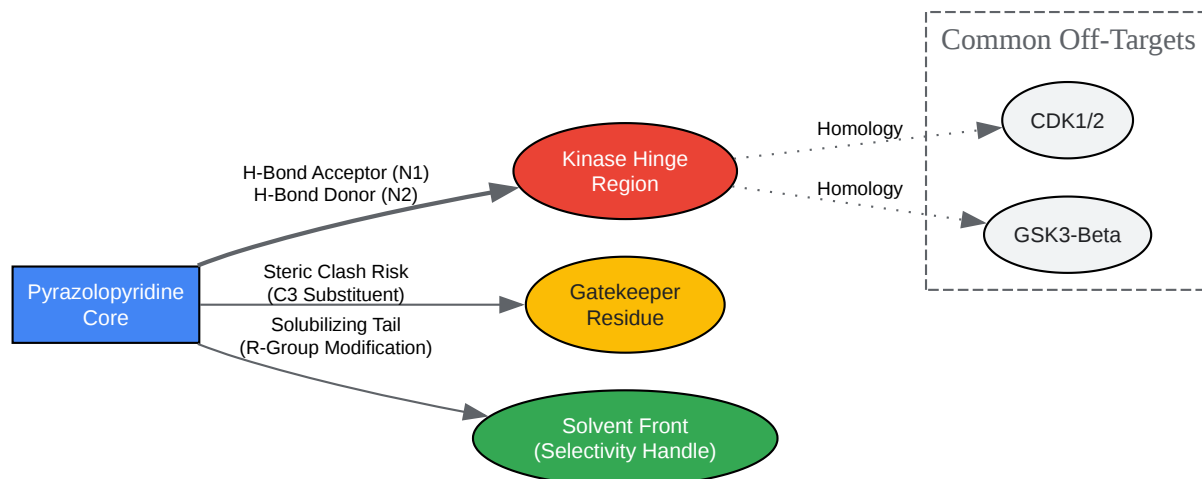 Common Off-Targets
CDK1/2
Homology
Kinase Hinge
Region
H-Bond Acceptor (N1)
H-Bond Donor (N2)
Homology
GSK3-Beta
Steric Clash Risk
(C3 Substituent)
Pyrazolopyridine
Core
Gatekeeper
Residue
Solubilizing Tail
(R-Group Modification)
Solvent Front
(Selectivity Handle)